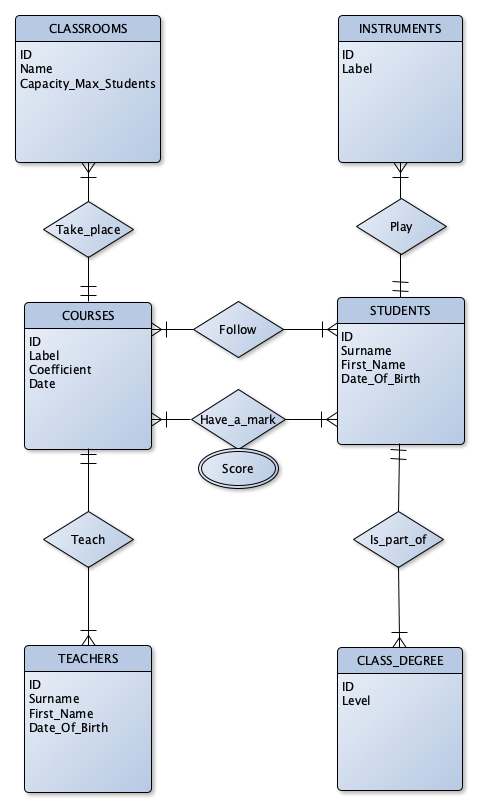 CLASSROOMS
ID
Name
Capacity_Max_Students
INSTRUMENTS
ID
Label
Take_place
Play
COURSES
ID
Label
Coefficient
Date
Follow
STUDENTS
ID
Surname
First_Name
Date_Of_Birth
Have_a_mark
Score
Teach
Is_part_of
TEACHERS
ID
Surname
First_Name
Date_Of_Birth
CLASS_DEGREE
ID
Level